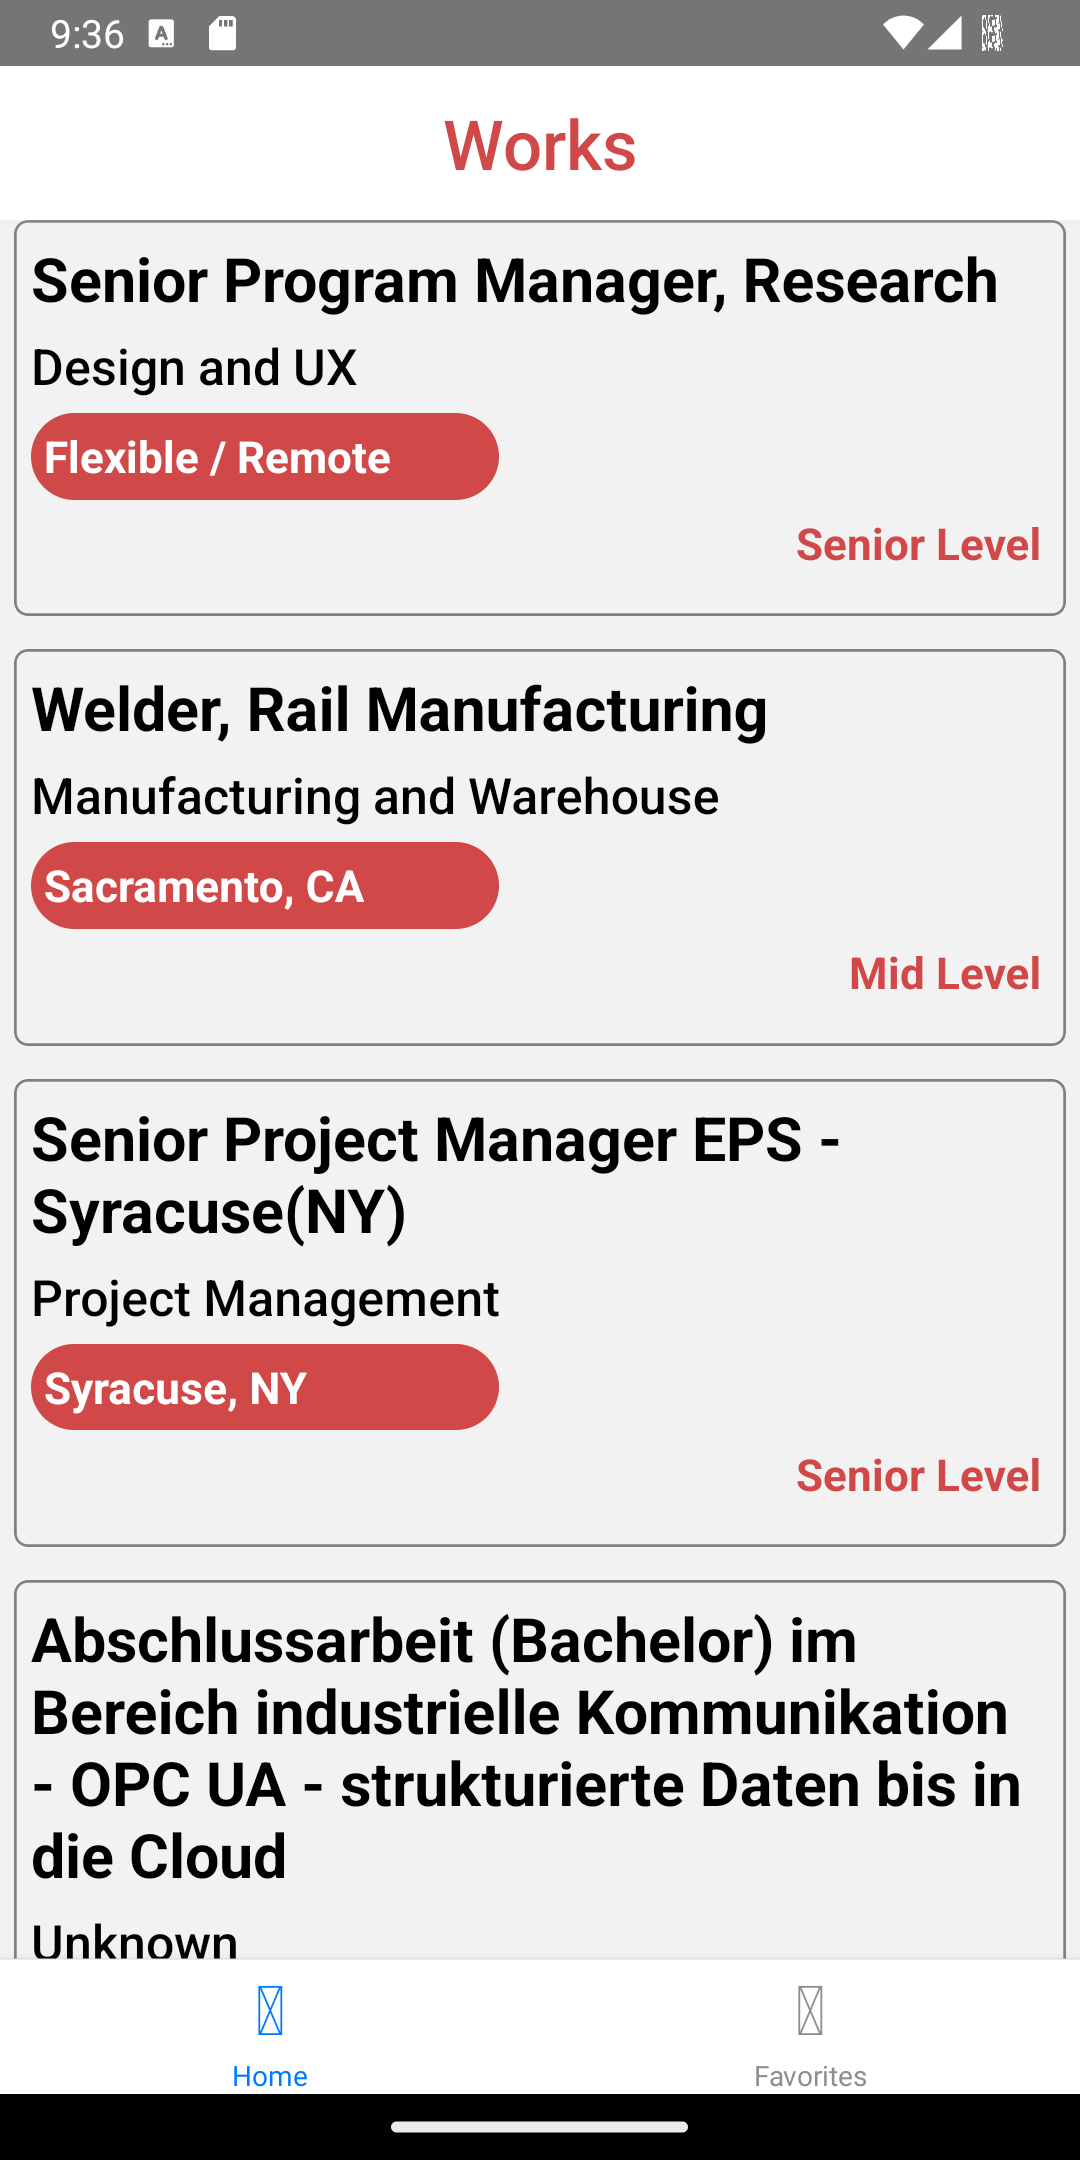 9:36
Works
Senior Program Manager, Research
Design and UX
Flexible / Remote
Senior Level
Welder, Rail Manufacturing
Manufacturing and Warehouse
Sacramento, CA
Mid Level
Senior Project Manager EPS -
Syracuse(NY)
Project Management
Syracuse, NY
Senior Level
Abschlussarbeit (Bachelor) im
Bereich industrielle Kommunikation
- OPC UA - strukturierte Daten bis in
die Cloud
Unknown
Home
Favorites